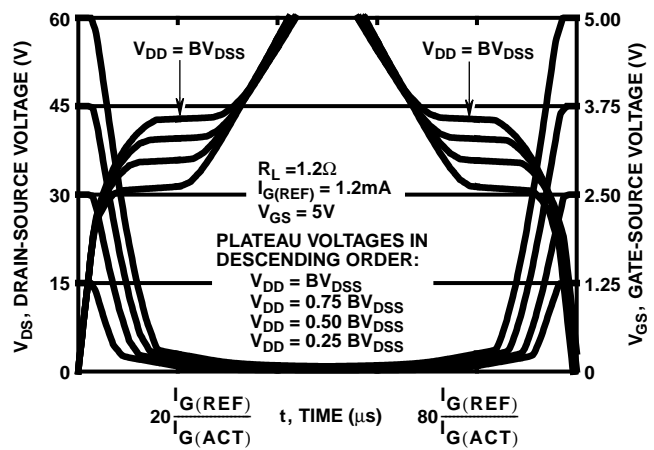 60
45
30
15
0
V_DS, DRAIN-SOURCE VOLTAGE (V)
V_DD = BV_DSS
V_DD = BV_DSS
R_L =1.2Ω
I_G(REF) = 1.2mA
V_GS = 5V
PLATEAU VOLTAGES IN
DESCENDING ORDER:
V_DD = BV_DSS
V_DD = 0.75 BV_DSS
V_DD = 0.50 BV_DSS
V_DD = 0.25 BV_DSS
5.00
3.75
2.50
1.25
0
V_GS, GATE-SOURCE VOLTAGE (V)
20 I_G(REF)/I_G(ACT)
t, TIME (µs)
80 I_G(REF)/I_G(ACT)